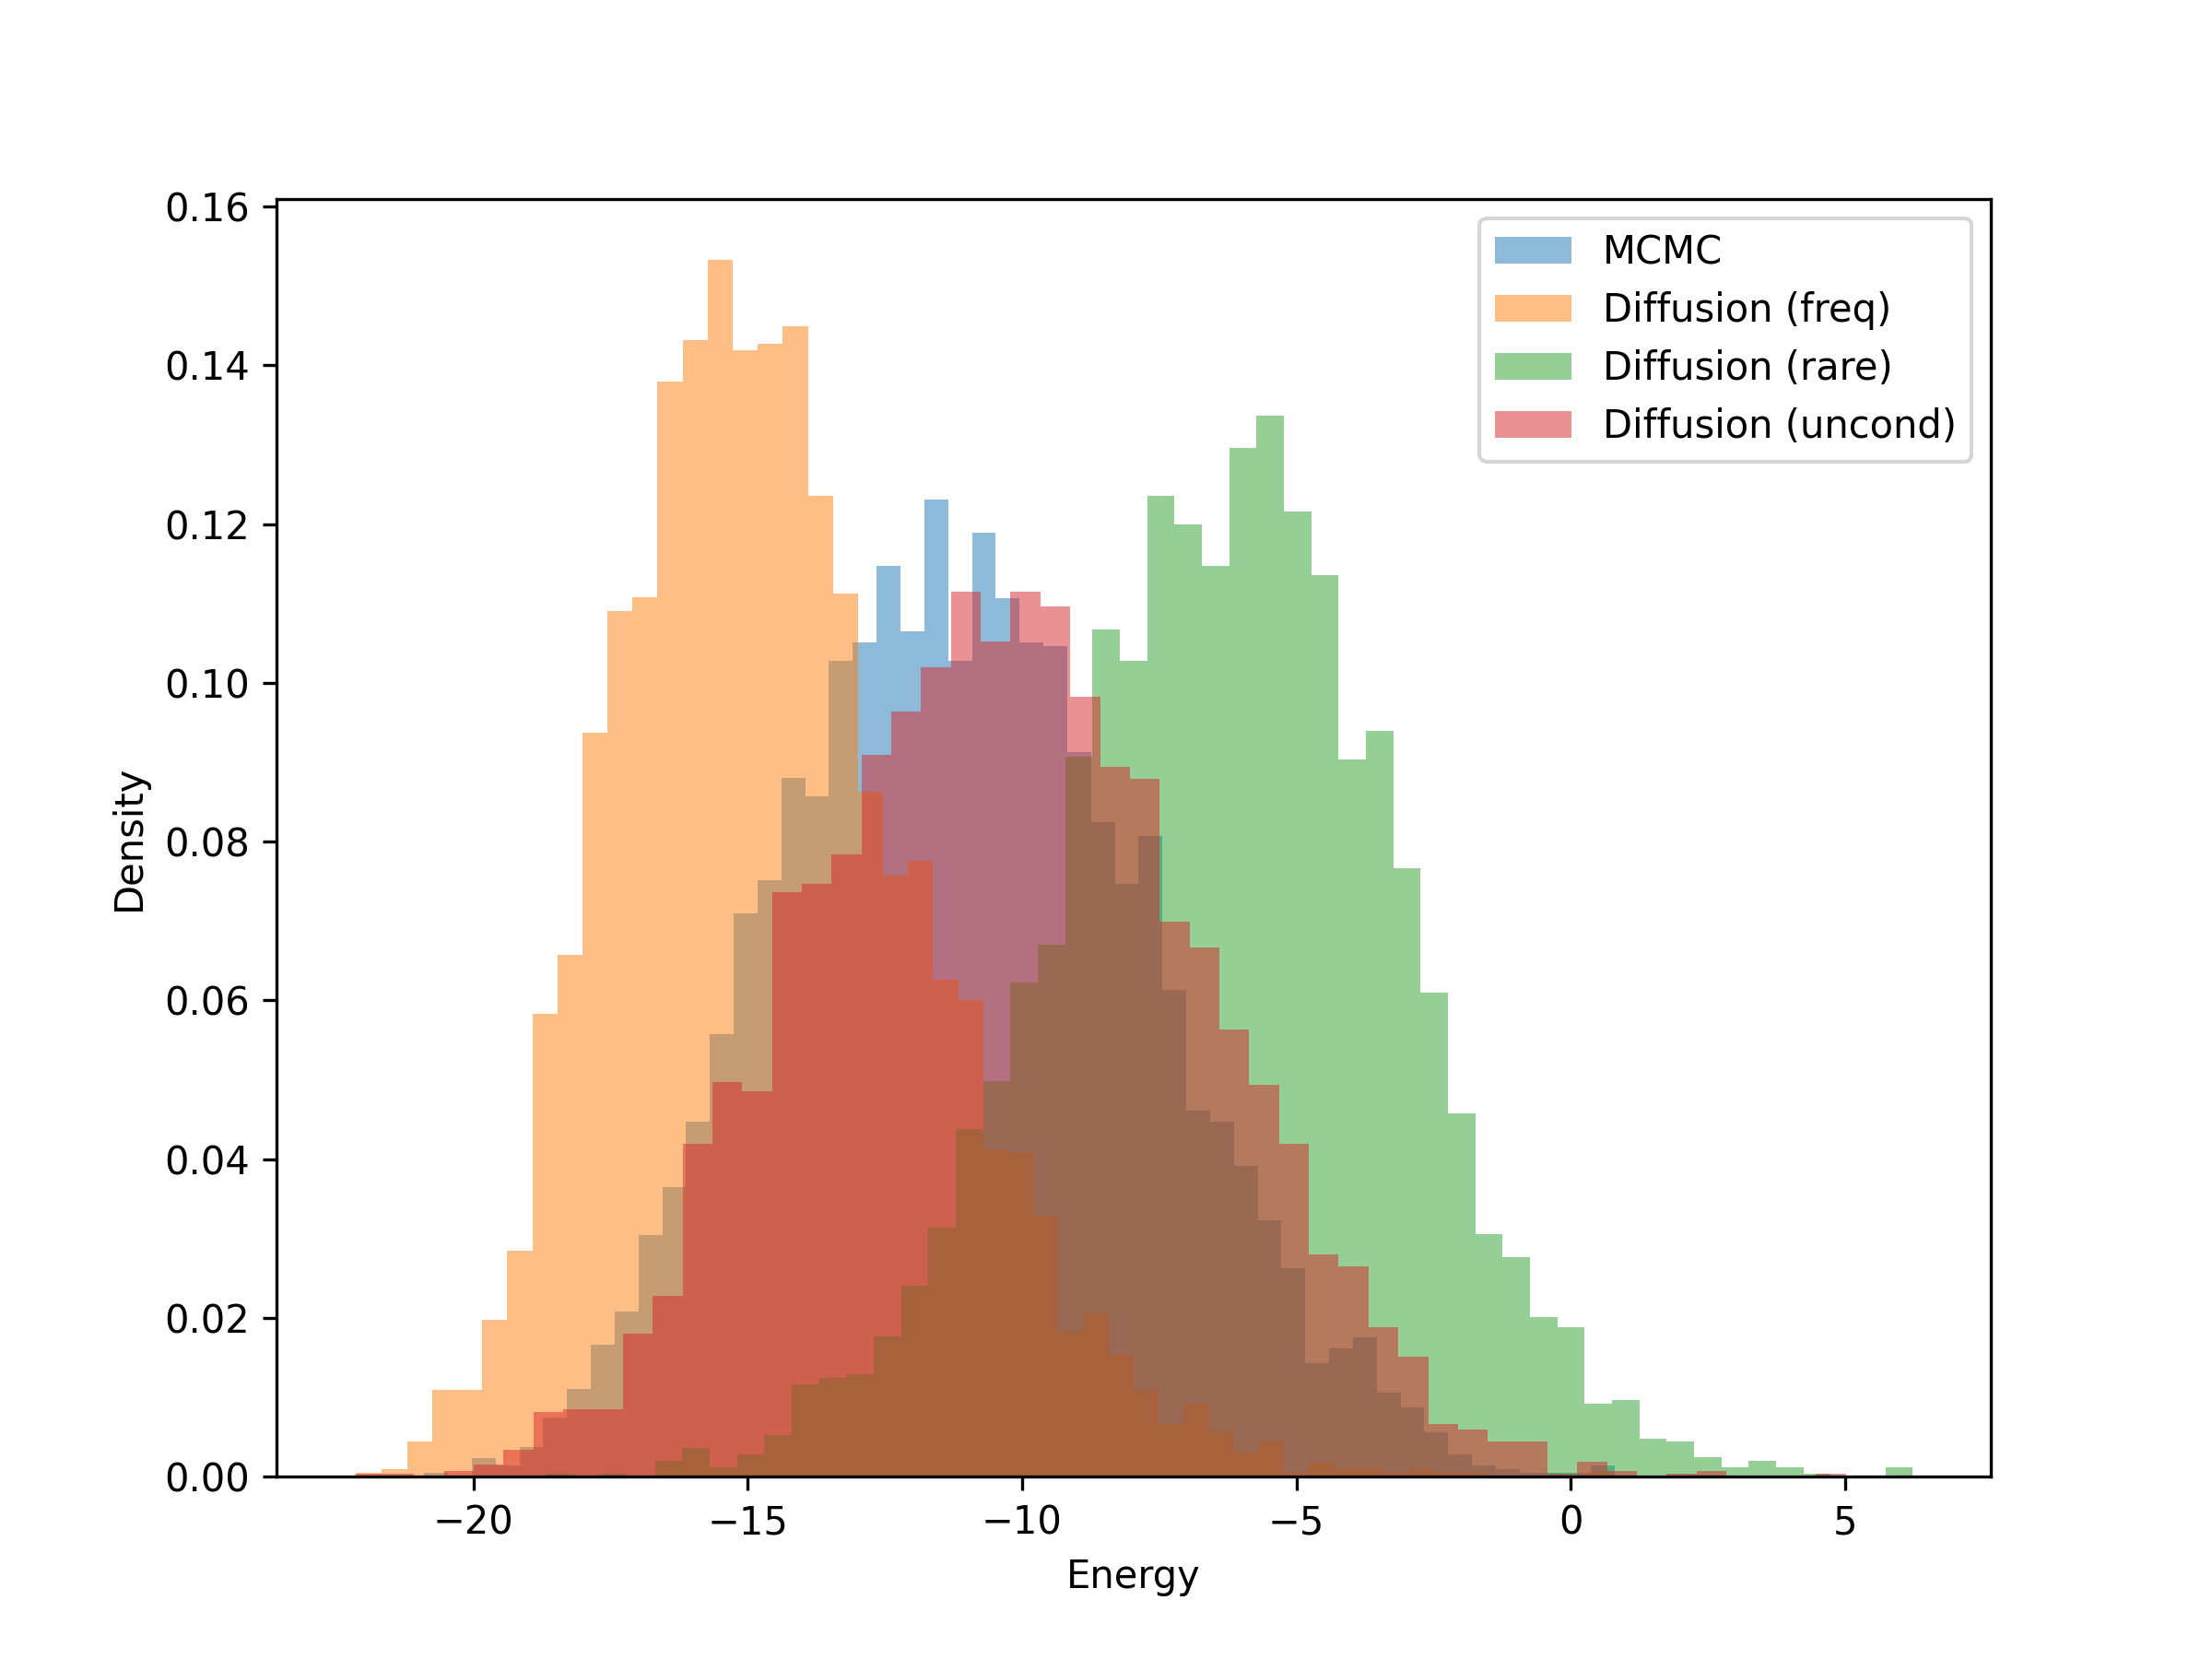 MCMC
Diffusion (freq)
Diffusion (rare)
Diffusion (uncond)
0.16
0.14
0.12
0.10
0.08
0.06
0.04
0.02
0.00
Density
−20 −15 −10 −5 0 5
Energy